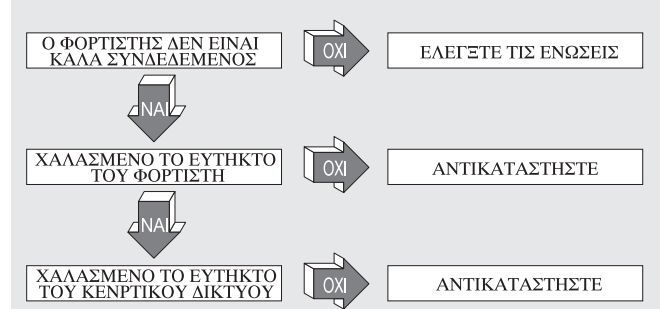 Ο ΦΟΡΤΙΣΤΗΣ ΔΕΝ ΕΙΝΑΙ
ΚΑΛΑ ΣΥΝΔΕΔΕΜΕΝΟΣ
ΟΧΙ
ΕΛΕΓΞΤΕ ΤΙΣ ΕΝΩΣΕΙΣ
ΝΑΙ
ΧΑΛΑΣΜΕΝΟ ΤΟ ΕΥΤΗΚΤΟ
ΤΟΥ ΦΟΡΤΙΣΤΗ
ΟΧΙ
ΑΝΤΙΚΑΤΑΣΤΗΣΤΕ
ΝΑΙ
ΧΑΛΑΣΜΕΝΟ ΤΟ ΕΥΤΗΚΤΟ
ΤΟΥ ΚΕΝΡΤΙΚΟΥ ΔΙΚΤΥΟΥ
ΟΧΙ
ΑΝΤΙΚΑΤΑΣΤΗΣΤΕ